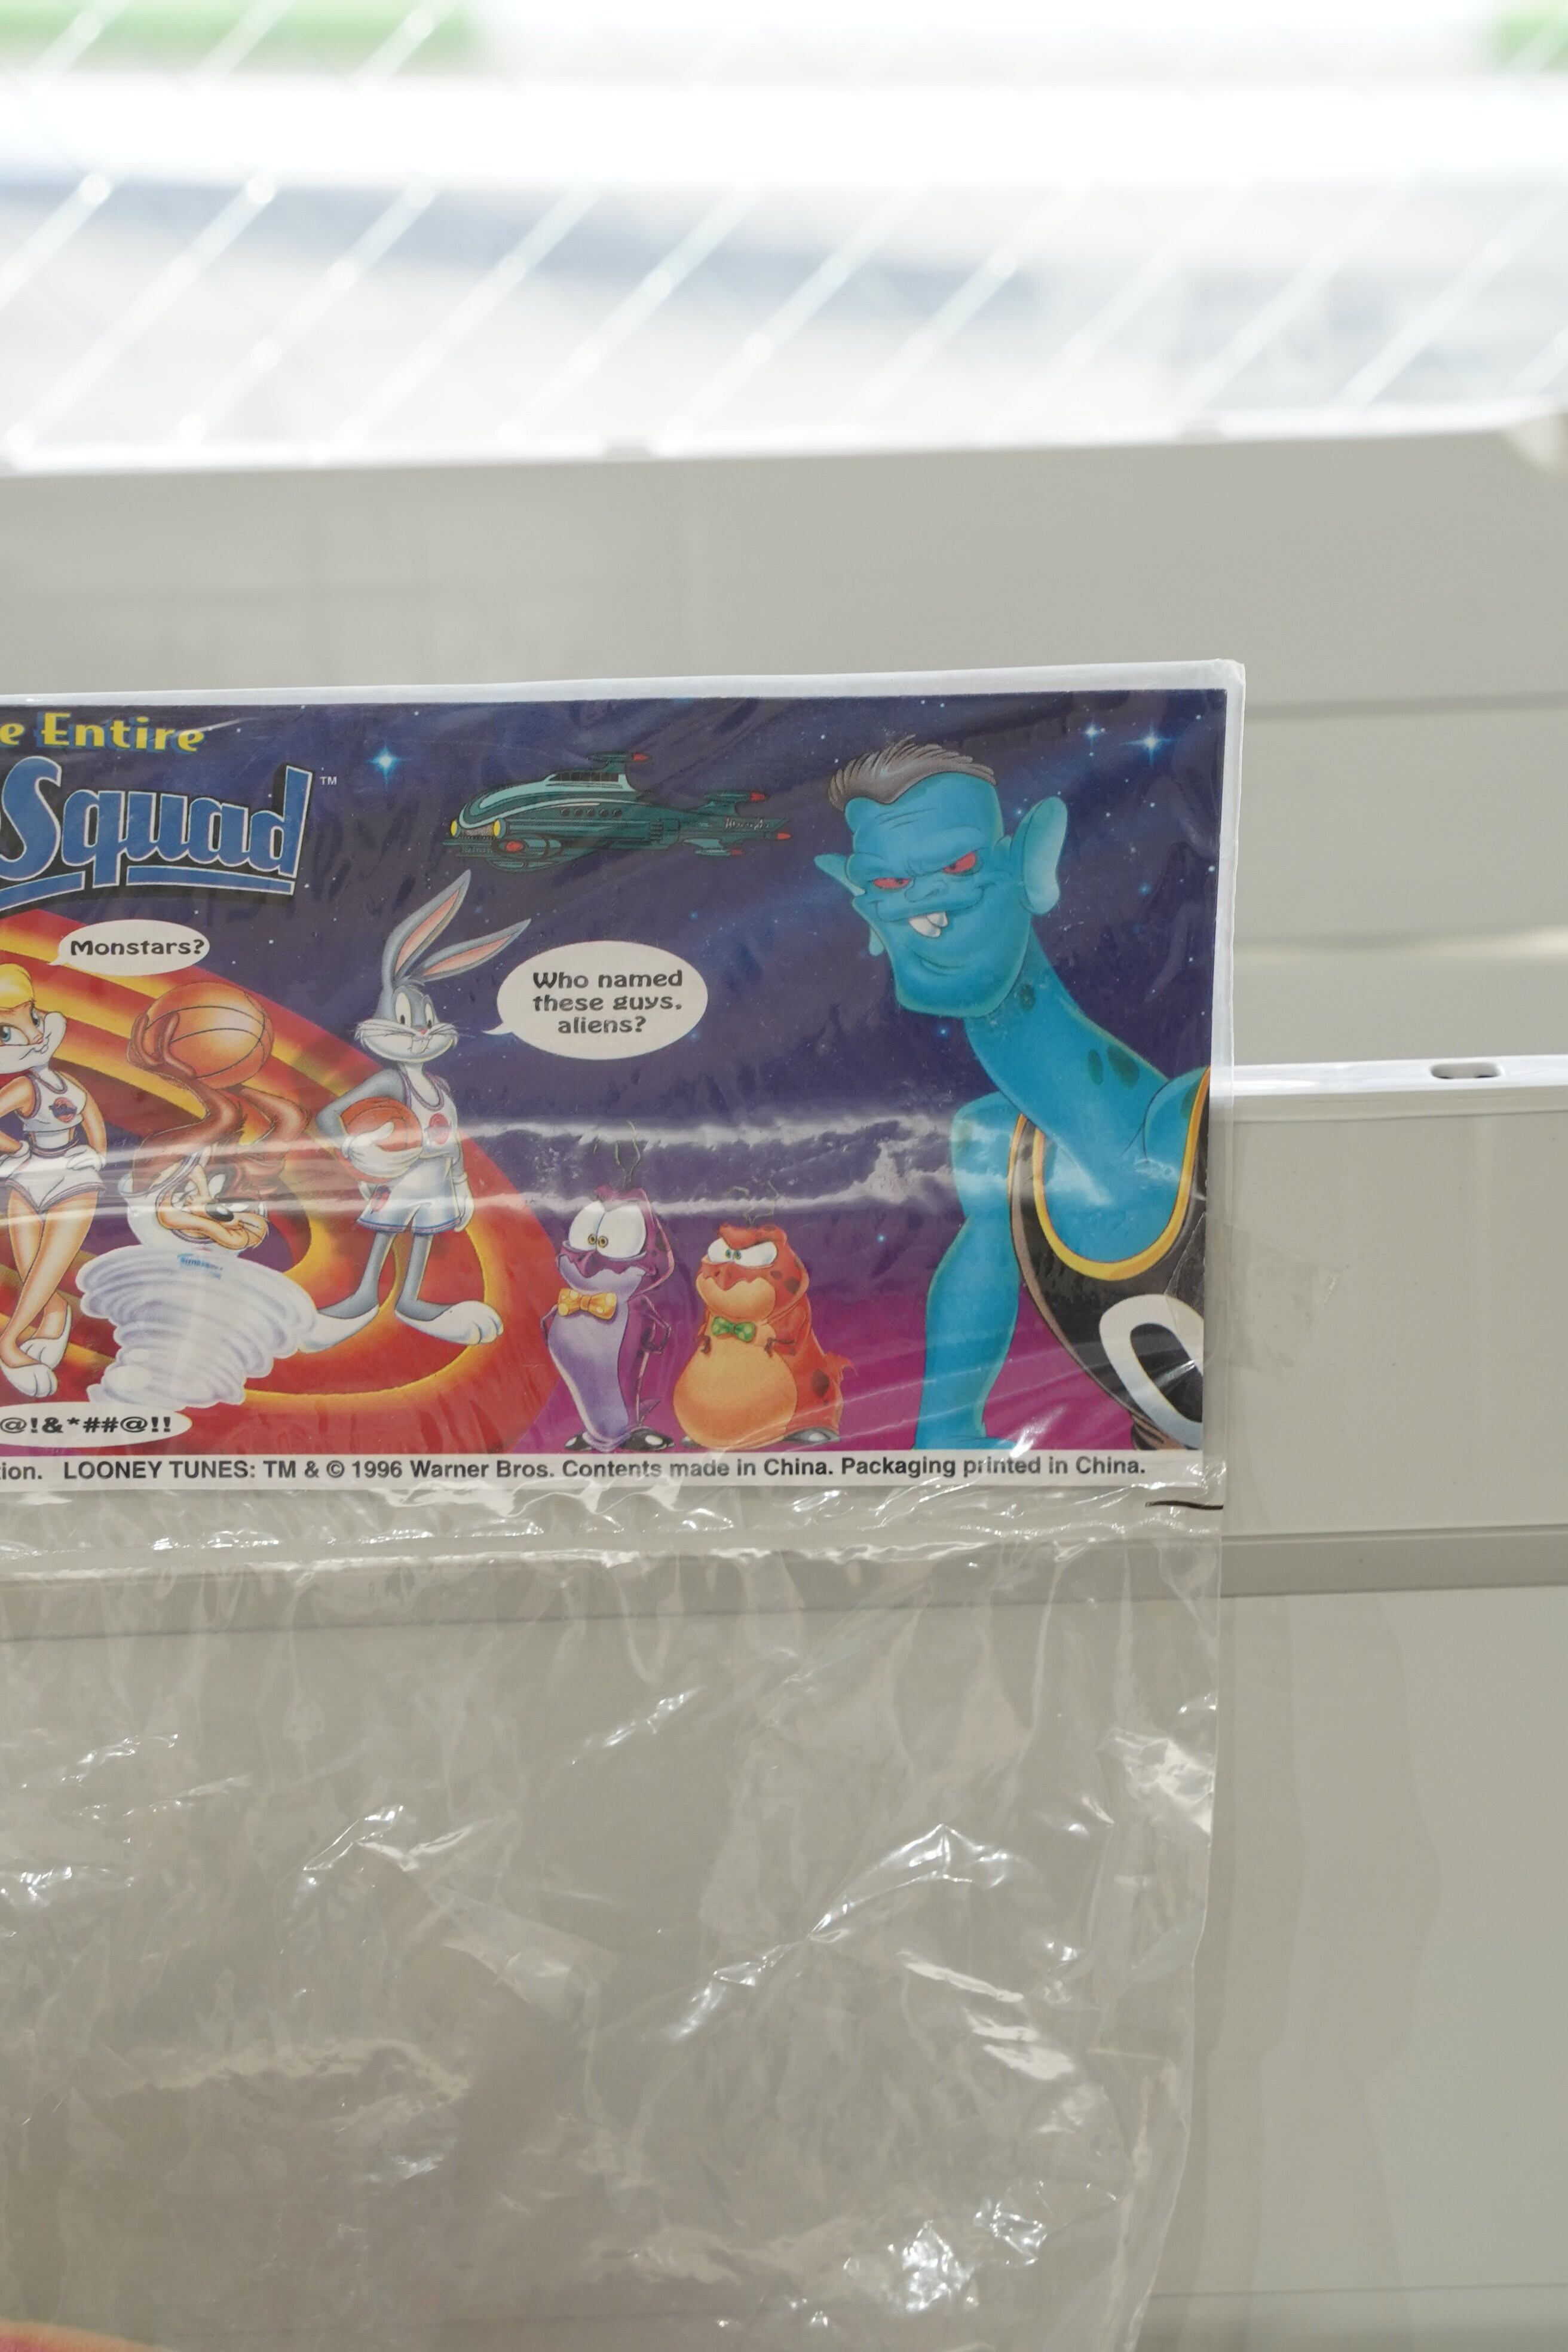 e Entire
Squad™
Monstars?
Who named
these guys.
aliens?
@!&*##@!!
ion. LOONEY TUNES: TM & © 1996 Warner Bros. Contents made in China. Packaging printed in China.